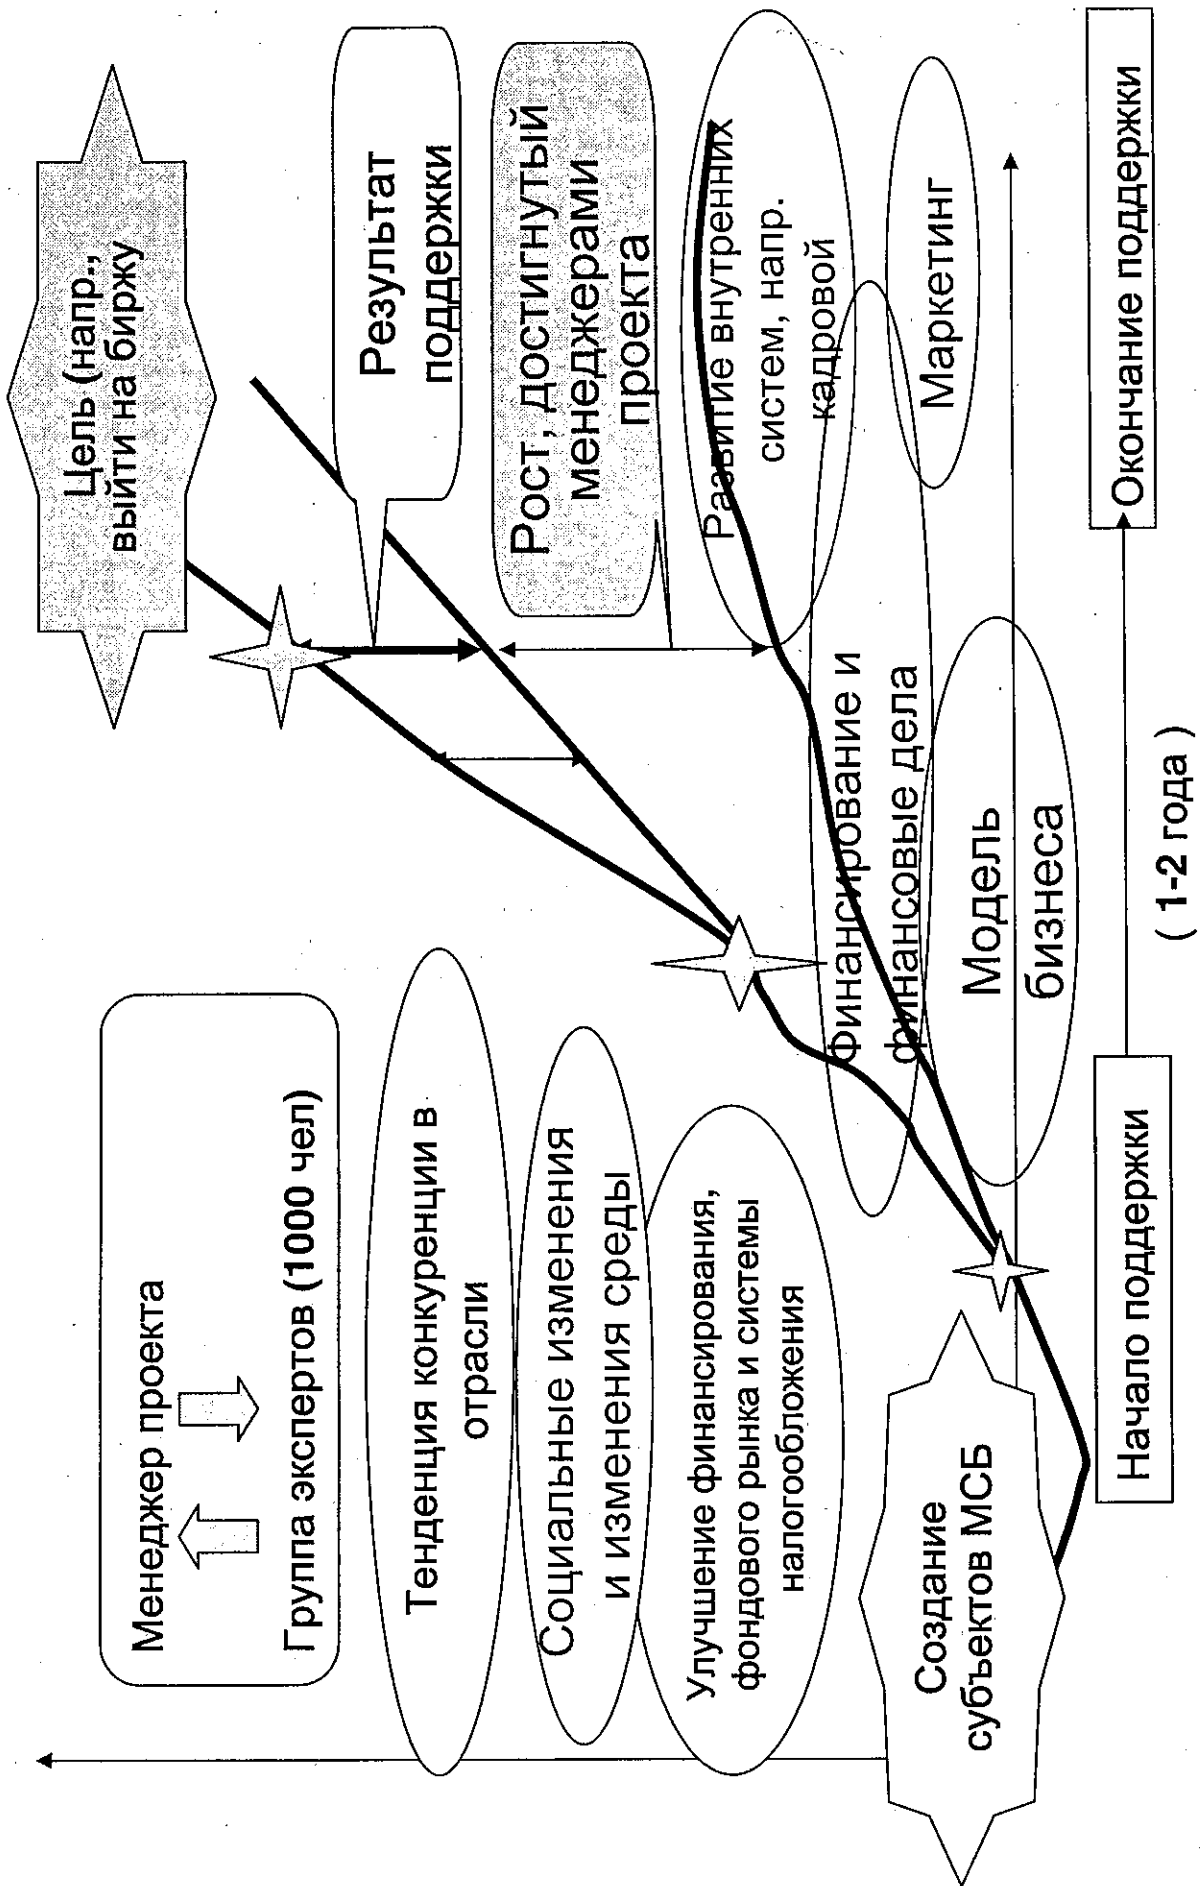 Цель (напр.,
выйти на биржу
Менеджер проекта
Группа экспертов (1000 чел)
Результат
поддержки
Тенденция конкуренции в
отрасли
Рост, достигнутый
менеджерами
проекта
Социальные изменения
и изменения среды
Развитие внутренних
систем, напр.
кадровой
Улучшение финансирования,
фондового рынка и системы
налогообложения
Финансирование и
финансовые дела
Маркетинг
Модель
бизнеса
Создание
субъектов МСБ
Начало поддержки
Окончание поддержки
( 1-2 года )